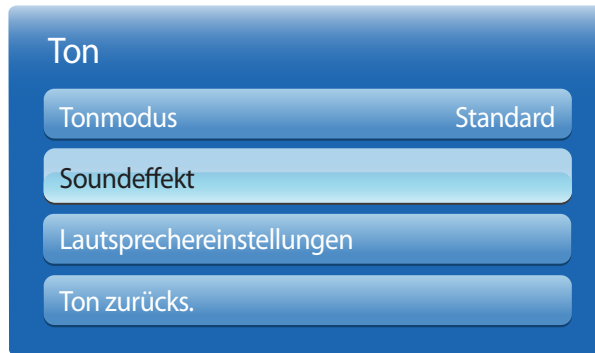 Ton
Tonmodus Standard
Soundeffekt
Lautsprechereinstellungen
Ton zurücks.